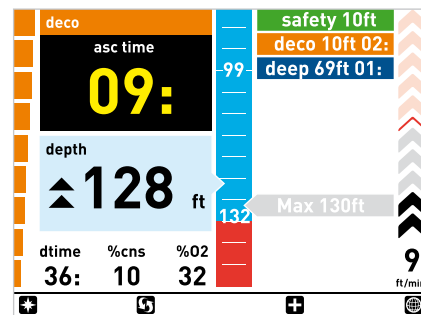 deco
asc time
09:
depth
128 ft
dtime %cns %O2
36: 10 32
99
132
safety 10ft
deco 10ft 02:
deep 69ft 01:
Max 130ft
9
ft/min